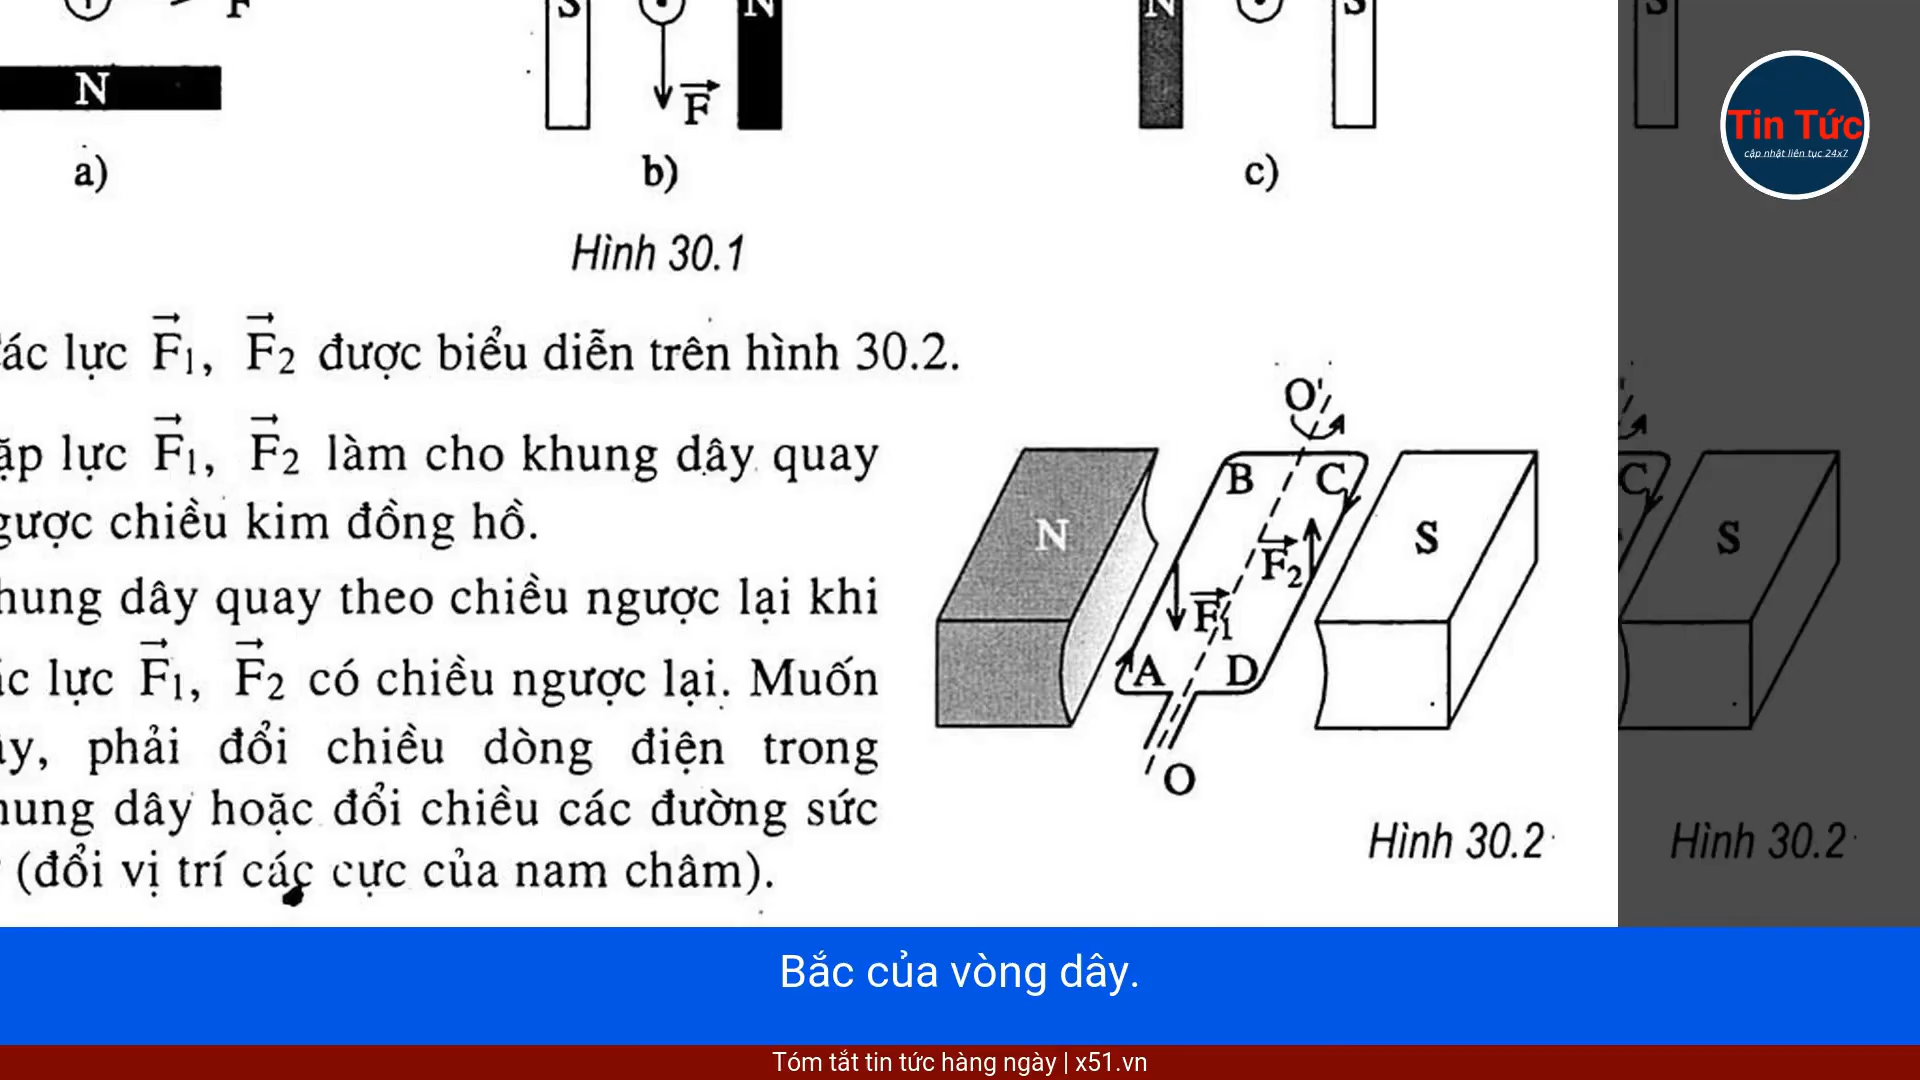 F
S
N
N
S
S
N
F
a)
b)
c)
Hình 30.1
ác lực F1, F2 được biểu diễn trên hình 30.2.
ặp lực F1, F2 làm cho khung dây quay
gược chiều kim đồng hồ.
hung dây quay theo chiều ngược lại khi
ác lực F1, F2 có chiều ngược lại. Muốn
ây, phải đổi chiều dòng điện trong
hung dây hoặc đổi chiều các đường sức
(đổi vị trí các cực của nam châm).
O'
B
C
N
S
F2
F1
A
D
O
Hình 30.2
C
S
Hình 30.2
Tin Tức
cập nhật liên tục 24x7
Bắc của vòng dây.
Tóm tắt tin tức hàng ngày | x51.vn